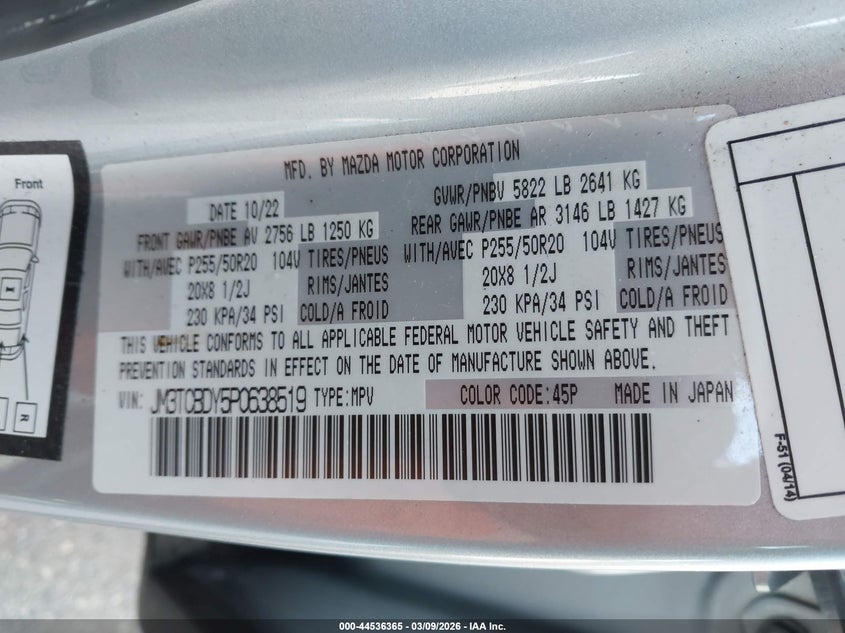 Front
R
MFD. BY MAZDA MOTOR CORPORATION
DATE 10/22
GVWR/PNBV 5822 LB 2641 KG
FRONT GAWR/PNBE AV 2756 LB 1250 KG
REAR GAWR/PNBE AR 3146 LB 1427 KG
WITH/AVEC P255/50R20 104V TIRES/PNEUS
WITH/AVEC P255/50R20 104V TIRES/PNEUS
20X8 1/2J RIMS/JANTES
20X8 1/2J RIMS/JANTES
230 KPA/34 PSI COLD/A FROID
230 KPA/34 PSI COLD/A FROID
THIS VEHICLE CONFORMS TO ALL APPLICABLE FEDERAL MOTOR VEHICLE SAFETY AND THEFT
PREVENTION STANDARDS IN EFFECT ON THE DATE OF MANUFACTURE SHOWN ABOVE.
VIN: JM3TCBDY5P0638519 TYPE:MPV COLOR CODE:45P MADE IN JAPAN
F-51 (04/14)
000-44536365 - 03/09/2026 - IAA Inc.